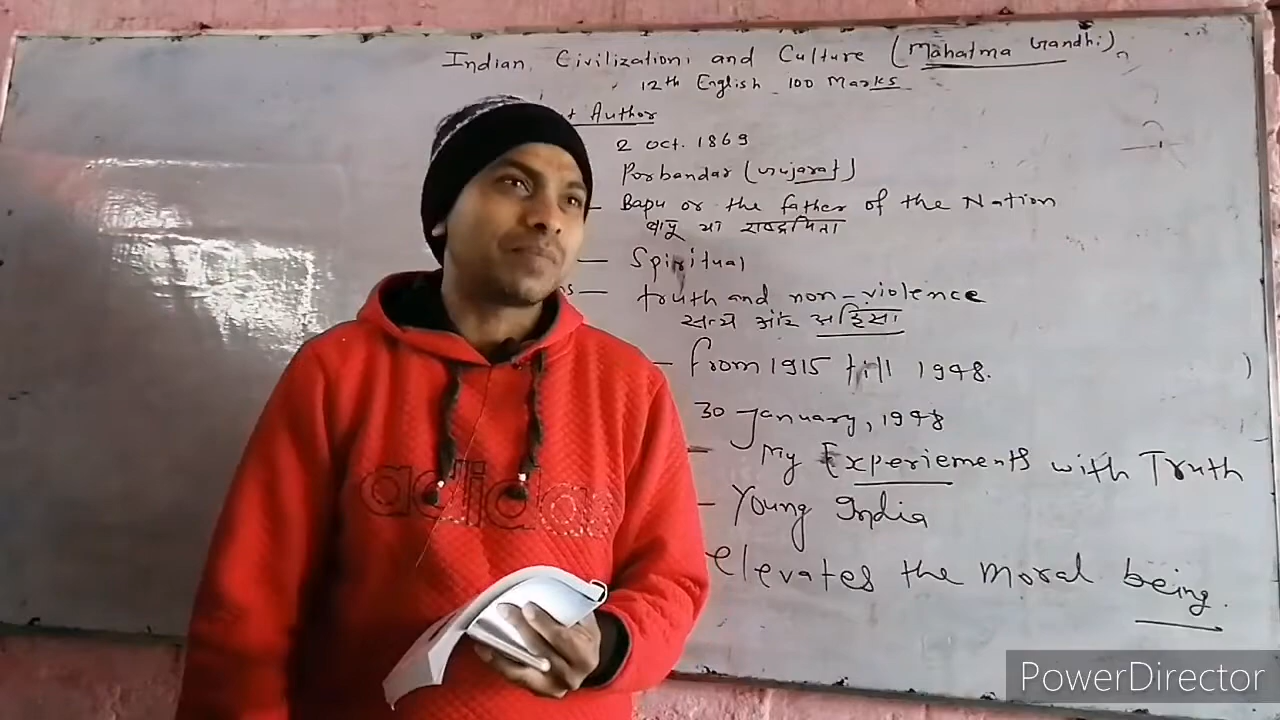 Indian Civilization and Culture (Mahatma Gandhi)
12th English 100 Marks
Author
2 Oct. 1869
Porbandar (Gujarat)
Bapu or the father of the Nation
बापू या राष्ट्रपिता
— Spiritual
— truth and non-violence
सत्य और अहिंसा
— from 1915 till 1948.
30 January, 1948
— My Experiements with Truth
— Young India
elevates the moral being.
adidas
PowerDirector